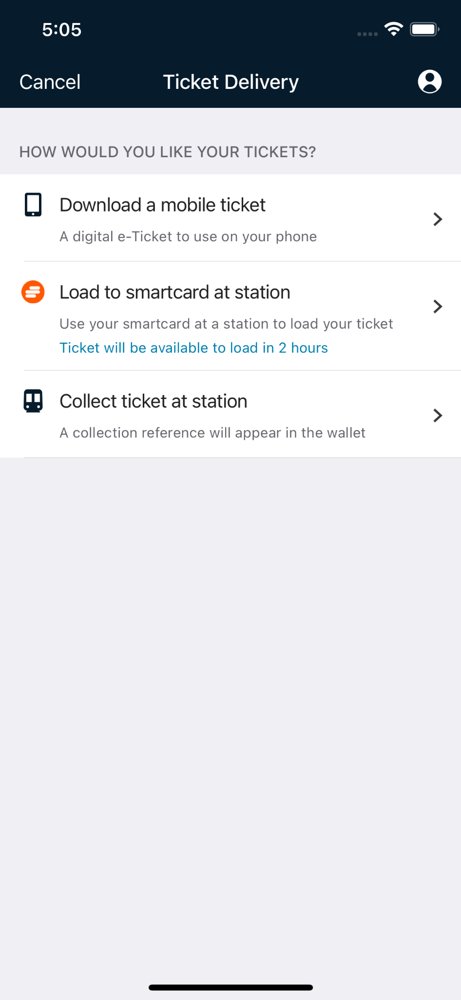 5:05
Cancel
Ticket Delivery
HOW WOULD YOU LIKE YOUR TICKETS?
Download a mobile ticket
A digital e-Ticket to use on your phone
Load to smartcard at station
Use your smartcard at a station to load your ticket
Ticket will be available to load in 2 hours
Collect ticket at station
A collection reference will appear in the wallet